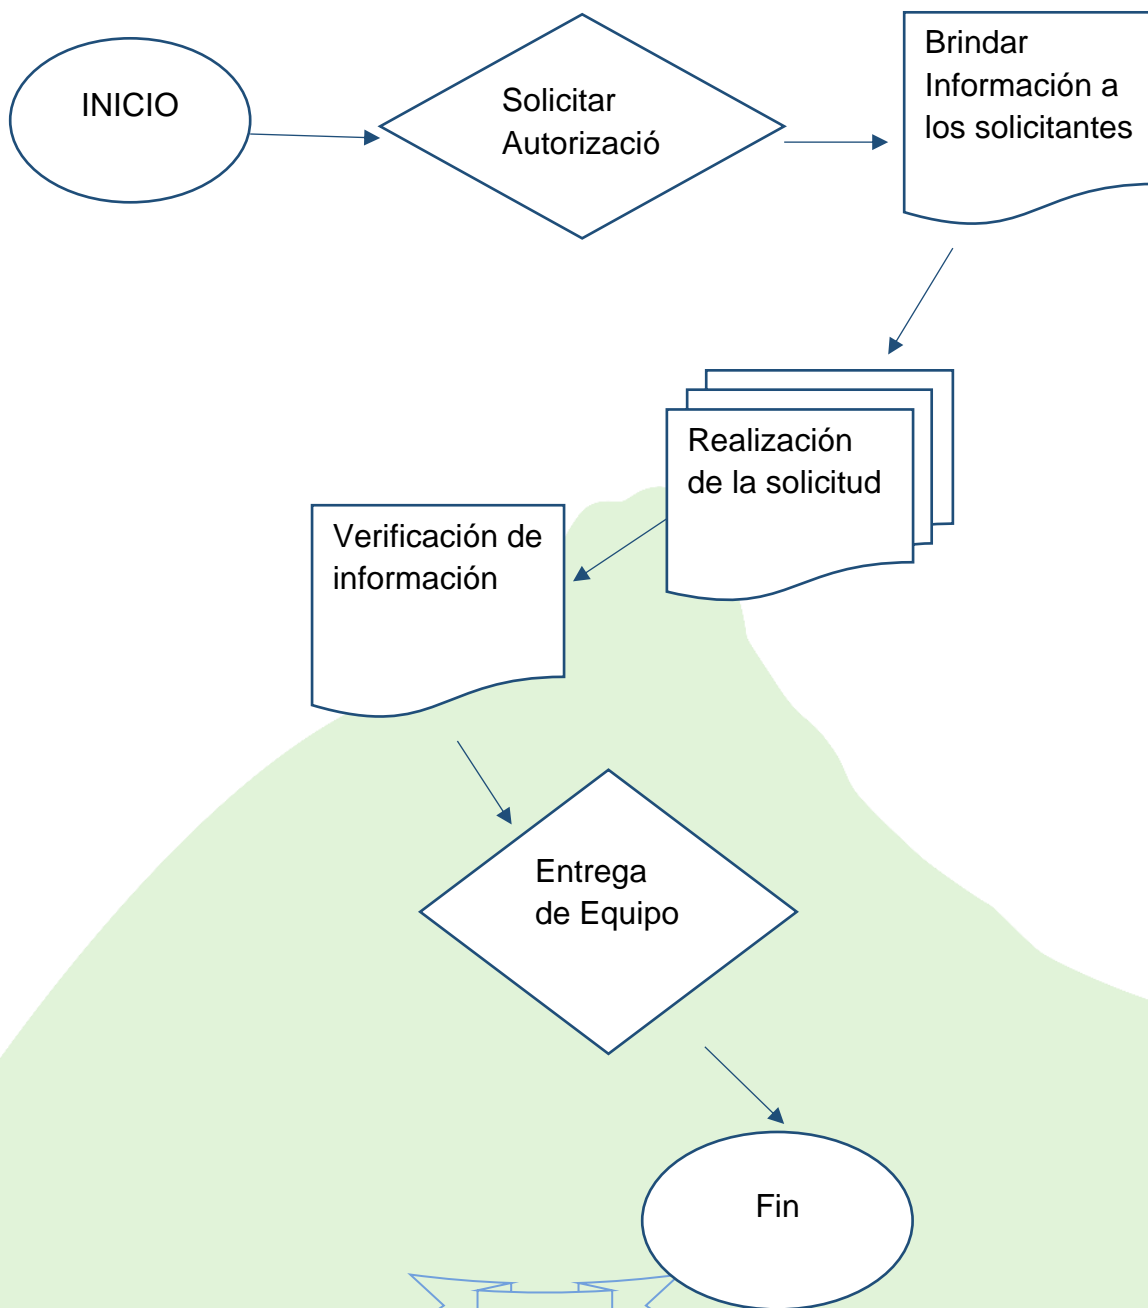 INICIO
Solicitar
Autorizació
Brindar
Información a
los solicitantes
Realización
de la solicitud
Verificación de
información
Entrega
de Equipo
Fin